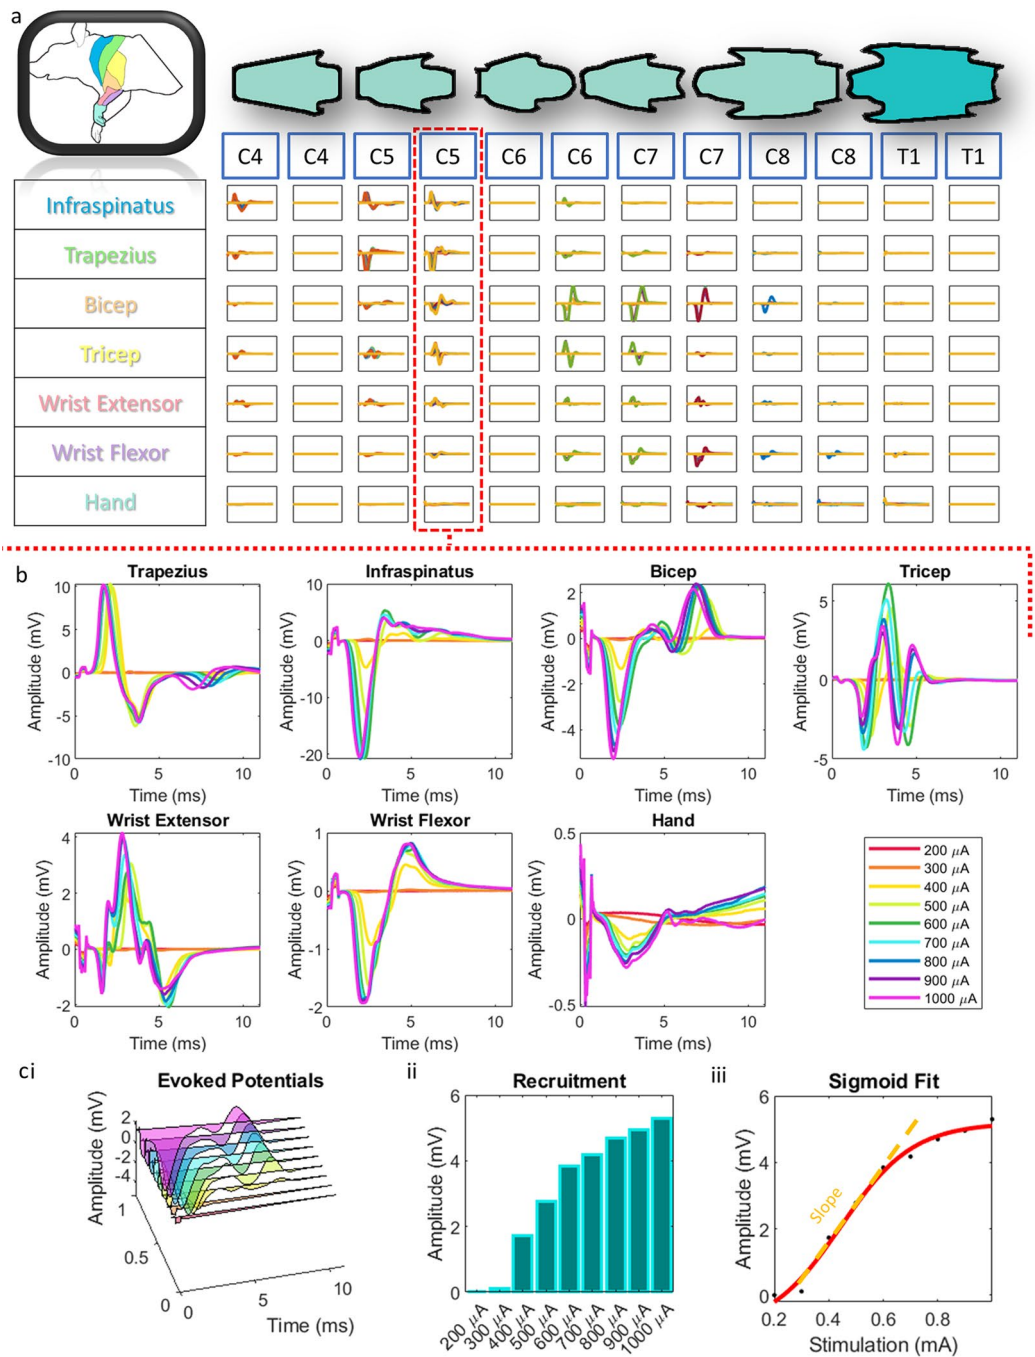 a
C4 C4 C5 C5 C6 C6 C7 C7 C8 C8 T1 T1
Infraspinatus
Trapezius
Bicep
Tricep
Wrist Extensor
Wrist Flexor
Hand
b
Trapezius
Amplitude (mV)
10
5
0
-5
-10
0 5 10
Time (ms)
Infraspinatus
Amplitude (mV)
10
0
-10
-20
0 5 10
Time (ms)
Bicep
Amplitude (mV)
2
0
-2
-4
0 5 10
Time (ms)
Tricep
Amplitude (mV)
5
0
-5
0 5 10
Time (ms)
Wrist Extensor
Amplitude (mV)
4
2
0
-2
0 5 10
Time (ms)
Wrist Flexor
Amplitude (mV)
1
0
-1
-2
0 5 10
Time (ms)
Hand
Amplitude (mV)
0.5
0
-0.5
0 5 10
Time (ms)
200 μA
300 μA
400 μA
500 μA
600 μA
700 μA
800 μA
900 μA
1000 μA
ci
Evoked Potentials
Amplitude (mV)
2
0
-2
-4
1
0.5
0
0 5 10
Time (ms)
ii
Recruitment
Amplitude (mV)
6
4
2
0
200 μA
300 μA
400 μA
500 μA
600 μA
700 μA
800 μA
900 μA
1000 μA
iii
Sigmoid Fit
Amplitude (mV)
6
4
2
0
Slope
0.2 0.4 0.6 0.8
Stimulation (mA)